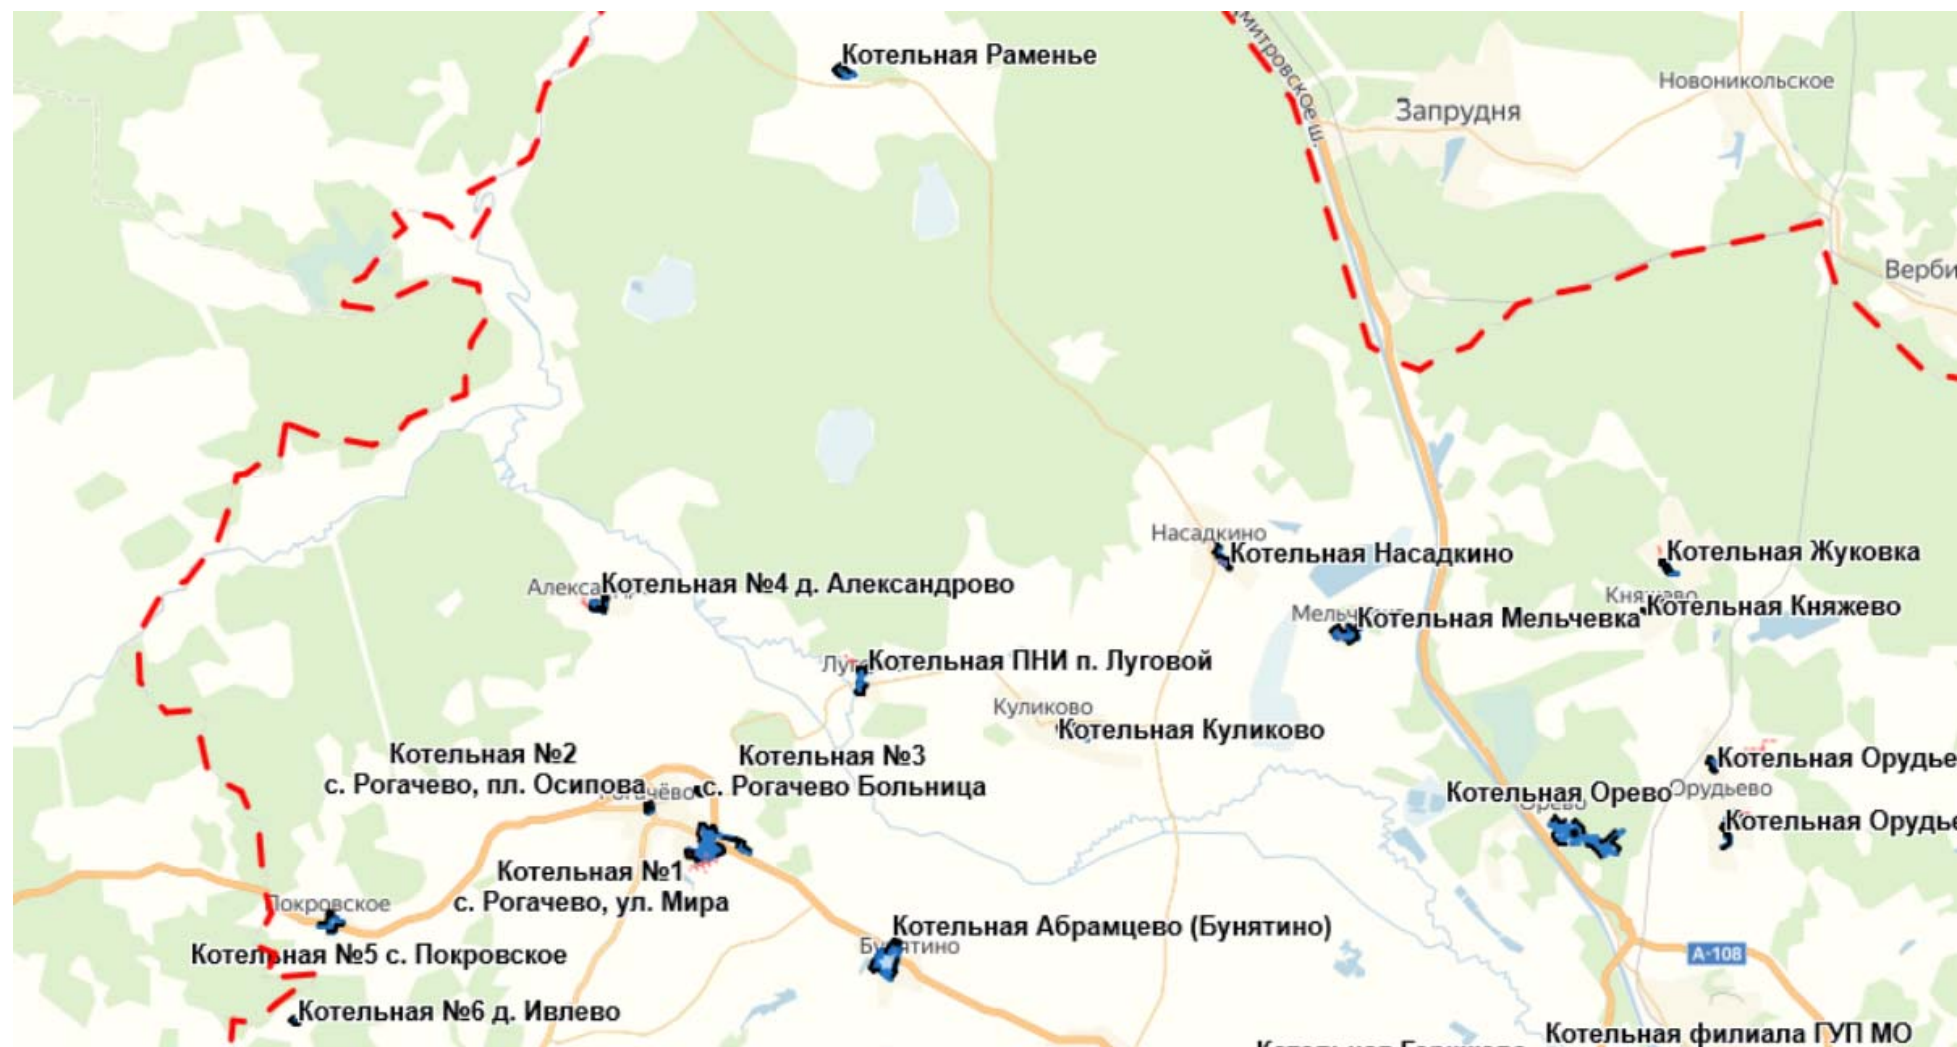 Котельная Раменье
Дмитровское ш.
Запрудня
Новоникольское
Верби
Насадкино
Котельная Насадкино
Котельная Жуковка
Котельная №4 д. Александрово
Княжево
Котельная Княжево
Котельная Мельчевка
Котельная ПНИ п. Луговой
Куликово
Котельная Куликово
Котельная №2
с. Рогачево, пл. Осипова
Котельная №3
с. Рогачево Больница
Котельная Орудье
Орудьево
Котельная Орево
Орево
Котельная Орудье
Котельная №1
с. Рогачево, ул. Мира
Покровское
Котельная №5 с. Покровское
Котельная Абрамцево (Бунятино)
Бунятино
А-108
Котельная №6 д. Ивлево
Котельная филиала ГУП МО